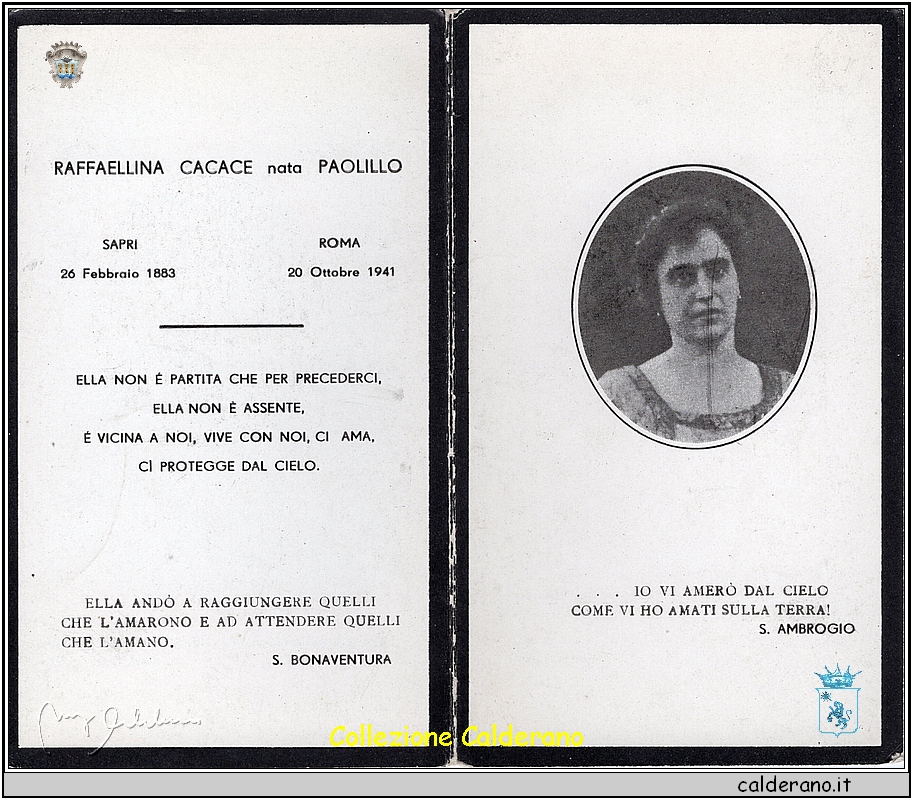 RAFFAELLINA CACACE nata PAOLILLO
SAPRI
26 Febbraio 1883
ROMA
20 Ottobre 1941
ELLA NON É PARTITA CHE PER PRECEDERCI,
ELLA NON È ASSENTE,
É VICINA A NOI, VIVE CON NOI, CI AMA,
CÌ PROTEGGE DAL CIELO.
ELLA ANDÓ A RAGGIUNGERE QUELLI
CHE L'AMARONO E AD ATTENDERE QUELLI
CHE L'AMANO.
S. BONAVENTURA
. . . IO VI AMERÒ DAL CIELO
COME VI HO AMATI SULLA TERRA!
S. AMBROGIO
Collezione Calderano
calderano.it